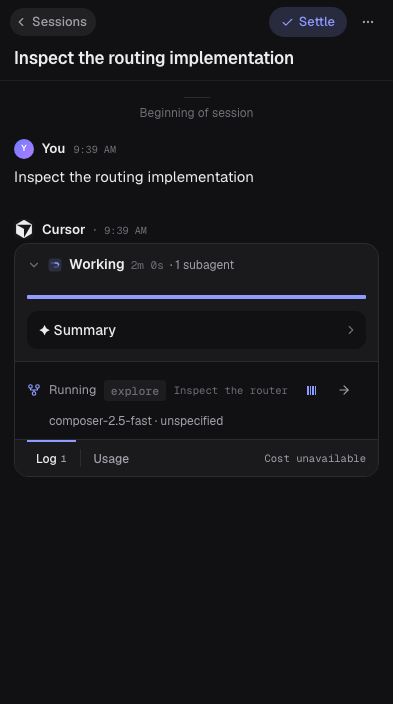 Sessions
Settle
Inspect the routing implementation
Beginning of session
Y You 9:39 AM
Inspect the routing implementation
Cursor · 9:39 AM
Working 2m 0s · 1 subagent
Summary
Running explore Inspect the router
composer-2.5-fast · unspecified
Log 1 Usage Cost unavailable